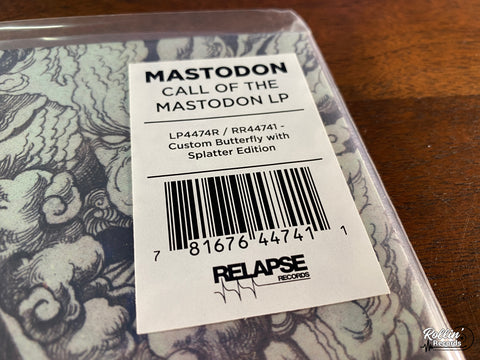 MASTODON
CALL OF THE
MASTODON LP
LP4474R / RR44741 -
Custom Butterfly with
Splatter Edition
7 81676 44741 1
RELAPSE
RECORDS
Rollin'
Records